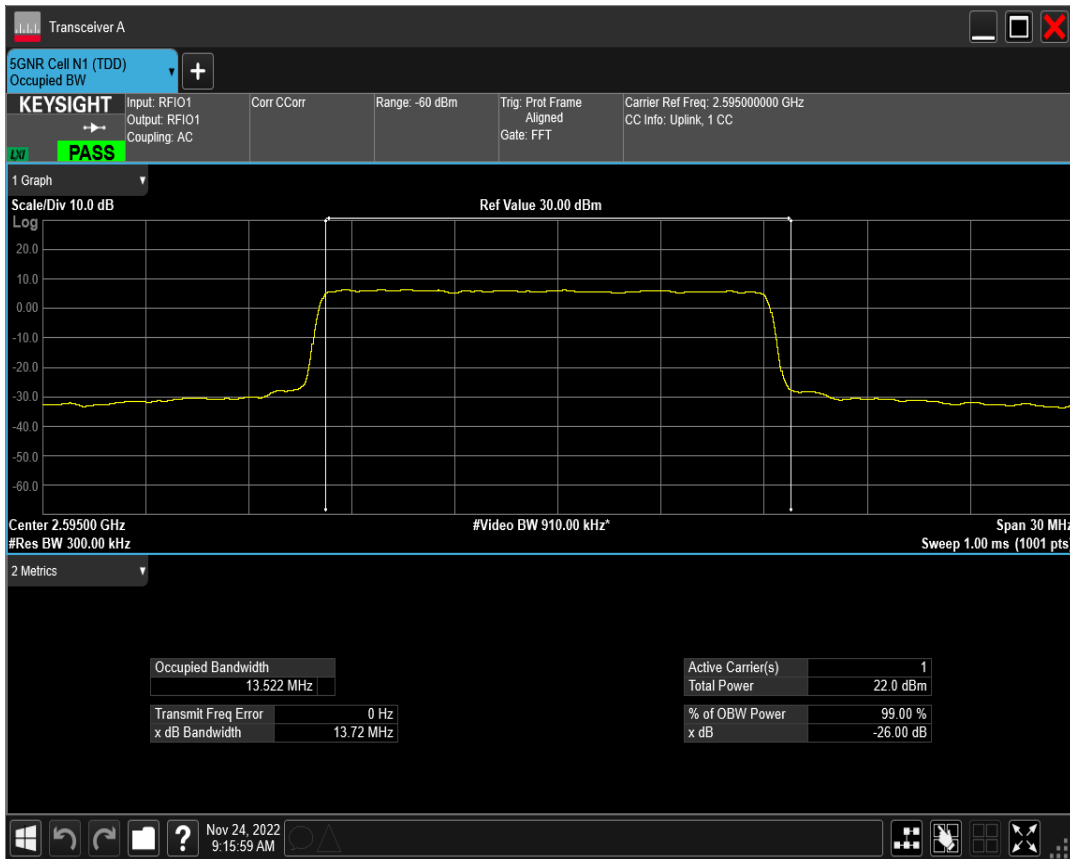 Transceiver A
5GNR Cell N1 (TDD)
Occupied BW
+
KEYSIGHT
LXI
PASS
Input: RFIO1
Output: RFIO1
Coupling: AC
Corr CCorr
Range: -60 dBm
Trig: Prot Frame
Aligned
Gate: FFT
Carrier Ref Freq: 2.595000000 GHz
CC Info: Uplink, 1 CC
1 Graph
Scale/Div 10.0 dB
Ref Value 30.00 dBm
Log
20.0
10.0
0.00
-10.0
-20.0
-30.0
-40.0
-50.0
-60.0
Center 2.59500 GHz
#Video BW 910.00 kHz*
Span 30 MHz
#Res BW 300.00 kHz
Sweep 1.00 ms (1001 pts)
2 Metrics
Occupied Bandwidth
13.522 MHz
Transmit Freq Error 0 Hz
x dB Bandwidth 13.72 MHz
Active Carrier(s) 1
Total Power 22.0 dBm
% of OBW Power 99.00 %
x dB -26.00 dB
?
Nov 24, 2022
9:15:59 AM